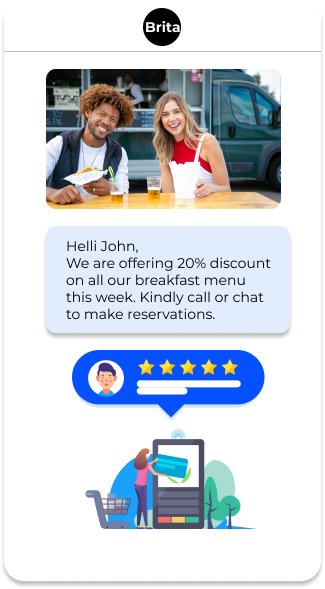 Brita
Helli John,
We are offering 20% discount
on all our breakfast menu
this week. Kindly call or chat
to make reservations.